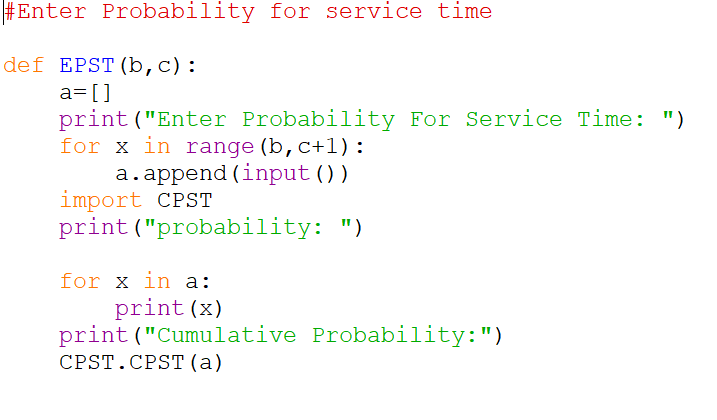 #Enter Probability for service time
def EPST(b,c):
    a=[]
    print("Enter Probability For Service Time: ")
    for x in range(b,c+1):
        a.append(input())
    import CPST
    print("probability: ")
    for x in a:
        print(x)
    print("Cumulative Probability:")
    CPST.CPST(a)